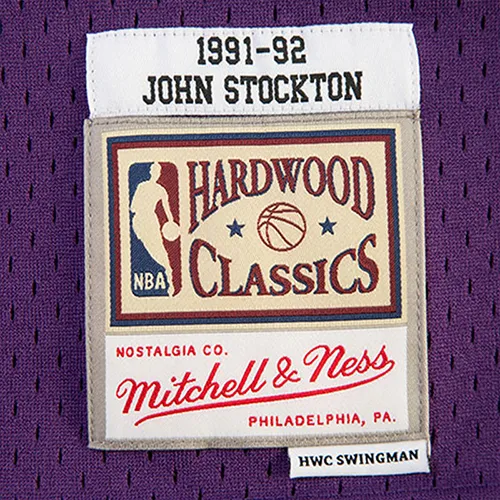 1991-92
JOHN STOCKTON
HARDWOOD
CLASSICS
NBA
NOSTALGIA CO.
Mitchell & Ness
PHILADELPHIA, PA.
HWC SWINGMAN